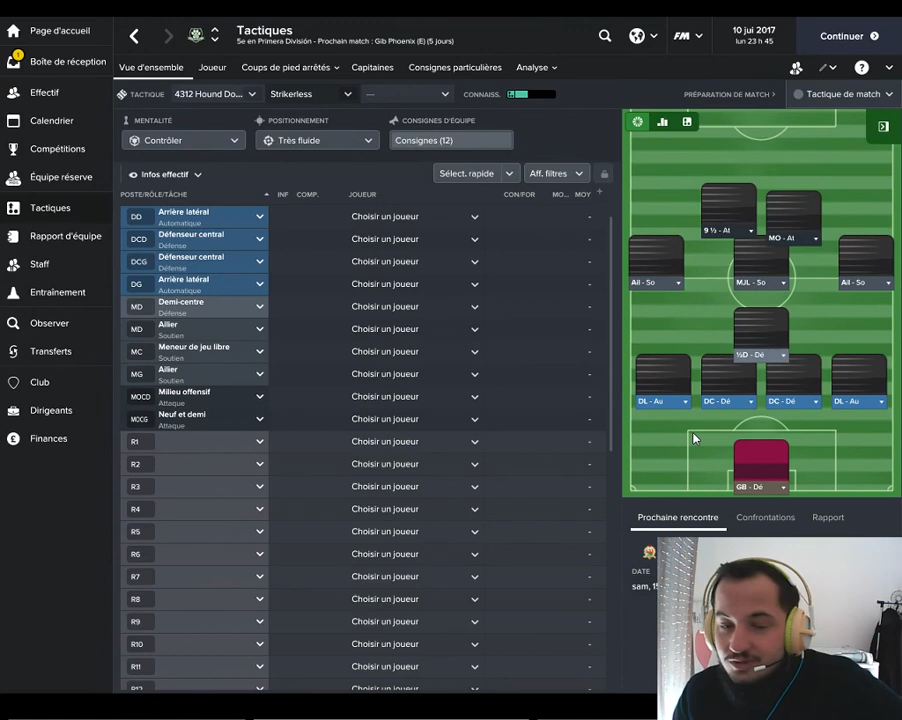 Page d'accueil
Boîte de réception
1
Effectif
Calendrier
Compétitions
Équipe réserve
Tactiques
Rapport d'équipe
Staff
Entraînement
Observer
Transferts
Club
Dirigeants
Finances
Tactiques
5e en Primera División - Prochain match : Gib Phoenix (E) (5 jours)
FM
10 jui 2017
lun 23 h 45
Continuer
Vue d'ensemble
Joueur
Coups de pied arrêtés
Capitaines
Consignes particulières
Analyse
?
TACTIQUE
4312 Hound Do...
Strikerless
---
CONNAISS.
PRÉPARATION DE MATCH >
Tactique de match
MENTALITÉ
Contrôler
POSITIONNEMENT
Très fluide
CONSIGNES D'ÉQUIPE
Consignes (12)
Infos effectif
Sélect. rapide
Aff. filtres
POSTE/RÔLE/TÂCHE INF COMP. JOUEUR CON/FOR MO... MOY
DD Arrière latéral Automatique Choisir un joueur -
DCD Défenseur central Défense Choisir un joueur -
DCG Défenseur central Défense Choisir un joueur -
DG Arrière latéral Automatique Choisir un joueur -
MD Demi-centre Défense Choisir un joueur -
MD Ailier Soutien Choisir un joueur -
MC Meneur de jeu libre Soutien Choisir un joueur -
MG Ailier Soutien Choisir un joueur -
MOCD Milieu offensif Attaque Choisir un joueur -
MOCG Neuf et demi Attaque Choisir un joueur -
R1 Choisir un joueur -
R2 Choisir un joueur -
R3 Choisir un joueur -
R4 Choisir un joueur -
R5 Choisir un joueur -
R6 Choisir un joueur -
R7 Choisir un joueur -
R8 Choisir un joueur -
R9 Choisir un joueur -
R10 Choisir un joueur -
R11 Choisir un joueur -
R12 Choisir un joueur
9 ½ - At
MO - At
Ail - So
MJL - So
Ail - So
½D - Dé
DL - Au
DC - Dé
DC - Dé
DL - Au
GB - Dé
Prochaine rencontre
Confrontations
Rapport
DATE